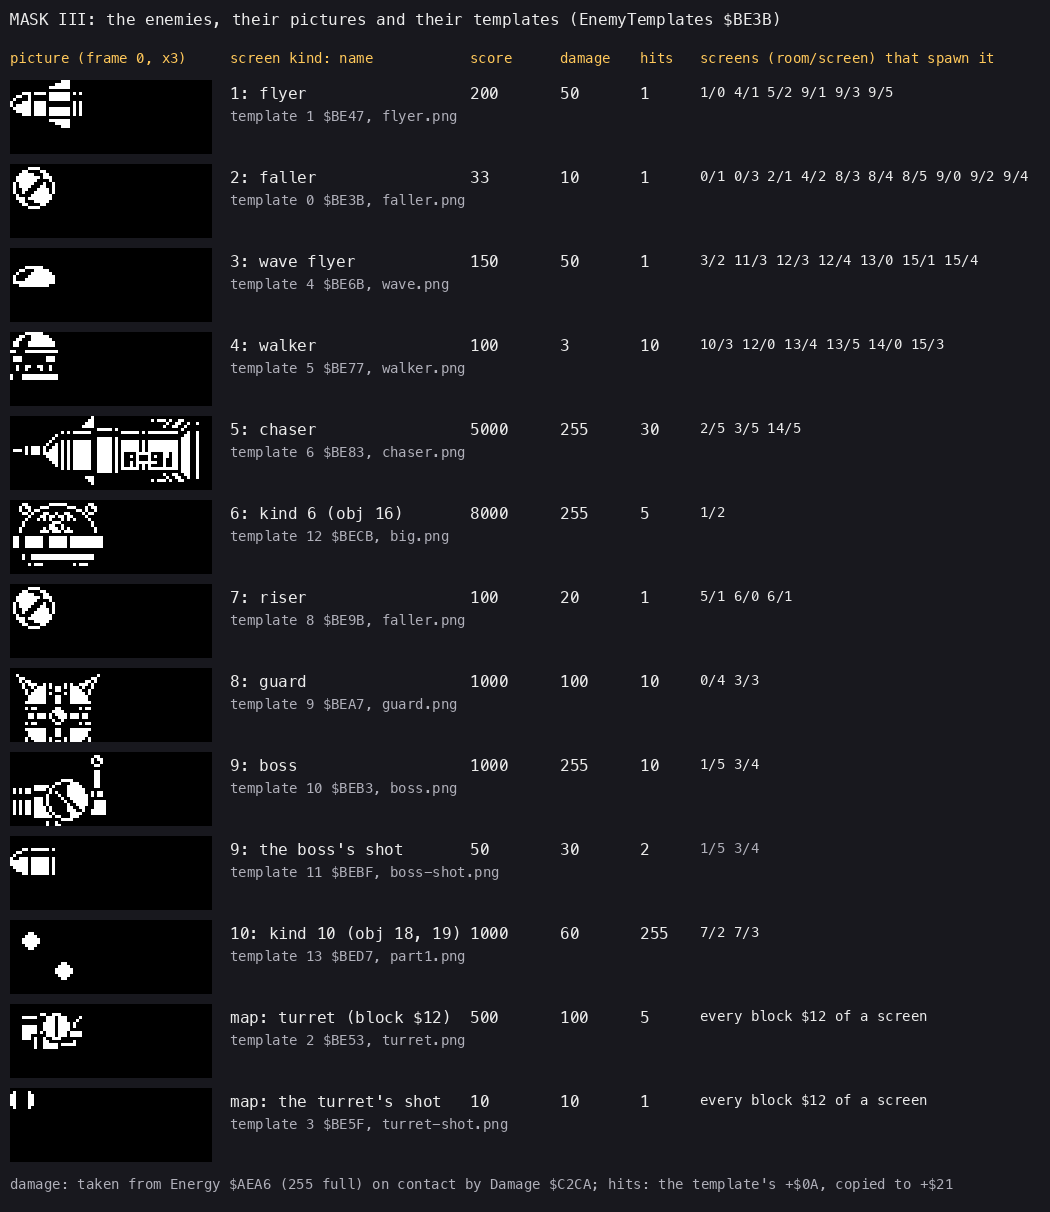 MASK III: the enemies, their pictures and their templates (EnemyTemplates $BE3B)
picture (frame 0, x3) screen kind: name score damage hits screens (room/screen) that spawn it
1: flyer 200 50 1 1/0 4/1 5/2 9/1 9/3 9/5
template 1 $BE47, flyer.png
2: faller 33 10 1 0/1 0/3 2/1 4/2 8/3 8/4 8/5 9/0 9/2 9/4
template 0 $BE3B, faller.png
3: wave flyer 150 50 1 3/2 11/3 12/3 12/4 13/0 15/1 15/4
template 4 $BE6B, wave.png
4: walker 100 3 10 10/3 12/0 13/4 13/5 14/0 15/3
template 5 $BE77, walker.png
5: chaser 5000 255 30 2/5 3/5 14/5
template 6 $BE83, chaser.png
6: kind 6 (obj 16) 8000 255 5 1/2
template 12 $BECB, big.png
7: riser 100 20 1 5/1 6/0 6/1
template 8 $BE9B, faller.png
8: guard 1000 100 10 0/4 3/3
template 9 $BEA7, guard.png
9: boss 1000 255 10 1/5 3/4
template 10 $BEB3, boss.png
9: the boss's shot 50 30 2 1/5 3/4
template 11 $BEBF, boss-shot.png
10: kind 10 (obj 18, 19) 1000 60 255 7/2 7/3
template 13 $BED7, part1.png
map: turret (block $12) 500 100 5 every block $12 of a screen
template 2 $BE53, turret.png
map: the turret's shot 10 10 1 every block $12 of a screen
template 3 $BE5F, turret-shot.png
damage: taken from Energy $AEA6 (255 full) on contact by Damage $C2CA; hits: the template's +$0A, copied to +$21